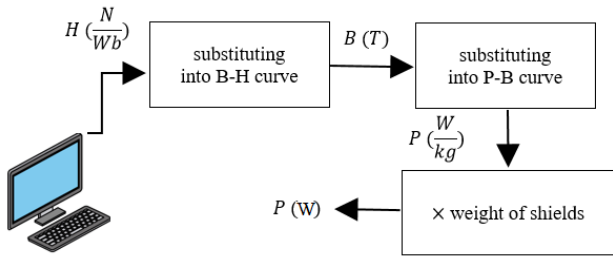 H (N/Wb)
substituting
into B-H curve
B (T)
substituting
into P-B curve
P (W/kg)
× weight of shields
P (W)